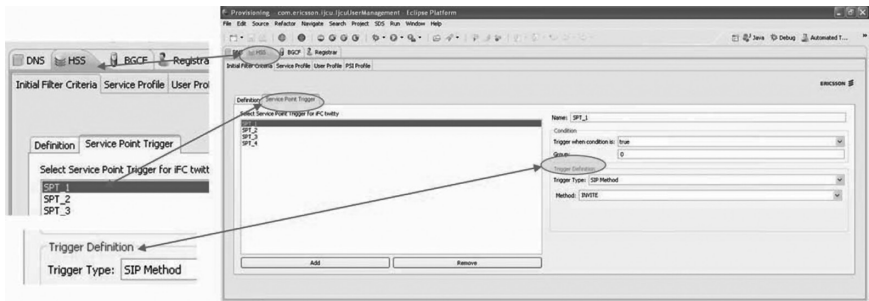 DNS HSS BGCF Registra
Initial Filter Criteria Service Profile User Prof
Definition Service Point Trigger
Select Service Point Trigger for iFC twitt
SPT_1
SPT_2
SPT_3
Trigger Definition
Trigger Type: SIP Method
Provisioning - com.ericson.ijcu.IjcuUserManagement - Eclipse Platform
File Edit Source Refactor Navigate Search Project SDS Run Window Help
Java Debug Automated T...
DNS HSS BGCF Registrar
Initial Filter Criteria Service Profile User Profile PSI Profile
ERICSSON
Definition Service Point Trigger
Select Service Point Trigger for iFC twitty
SPT_2
SPT_3
SPT_4
Add Remove
Name: SPT_1
Condition
Trigger when condition is: true
Group: 0
Trigger Definition
Trigger Type: SIP Method
Method: INVITE